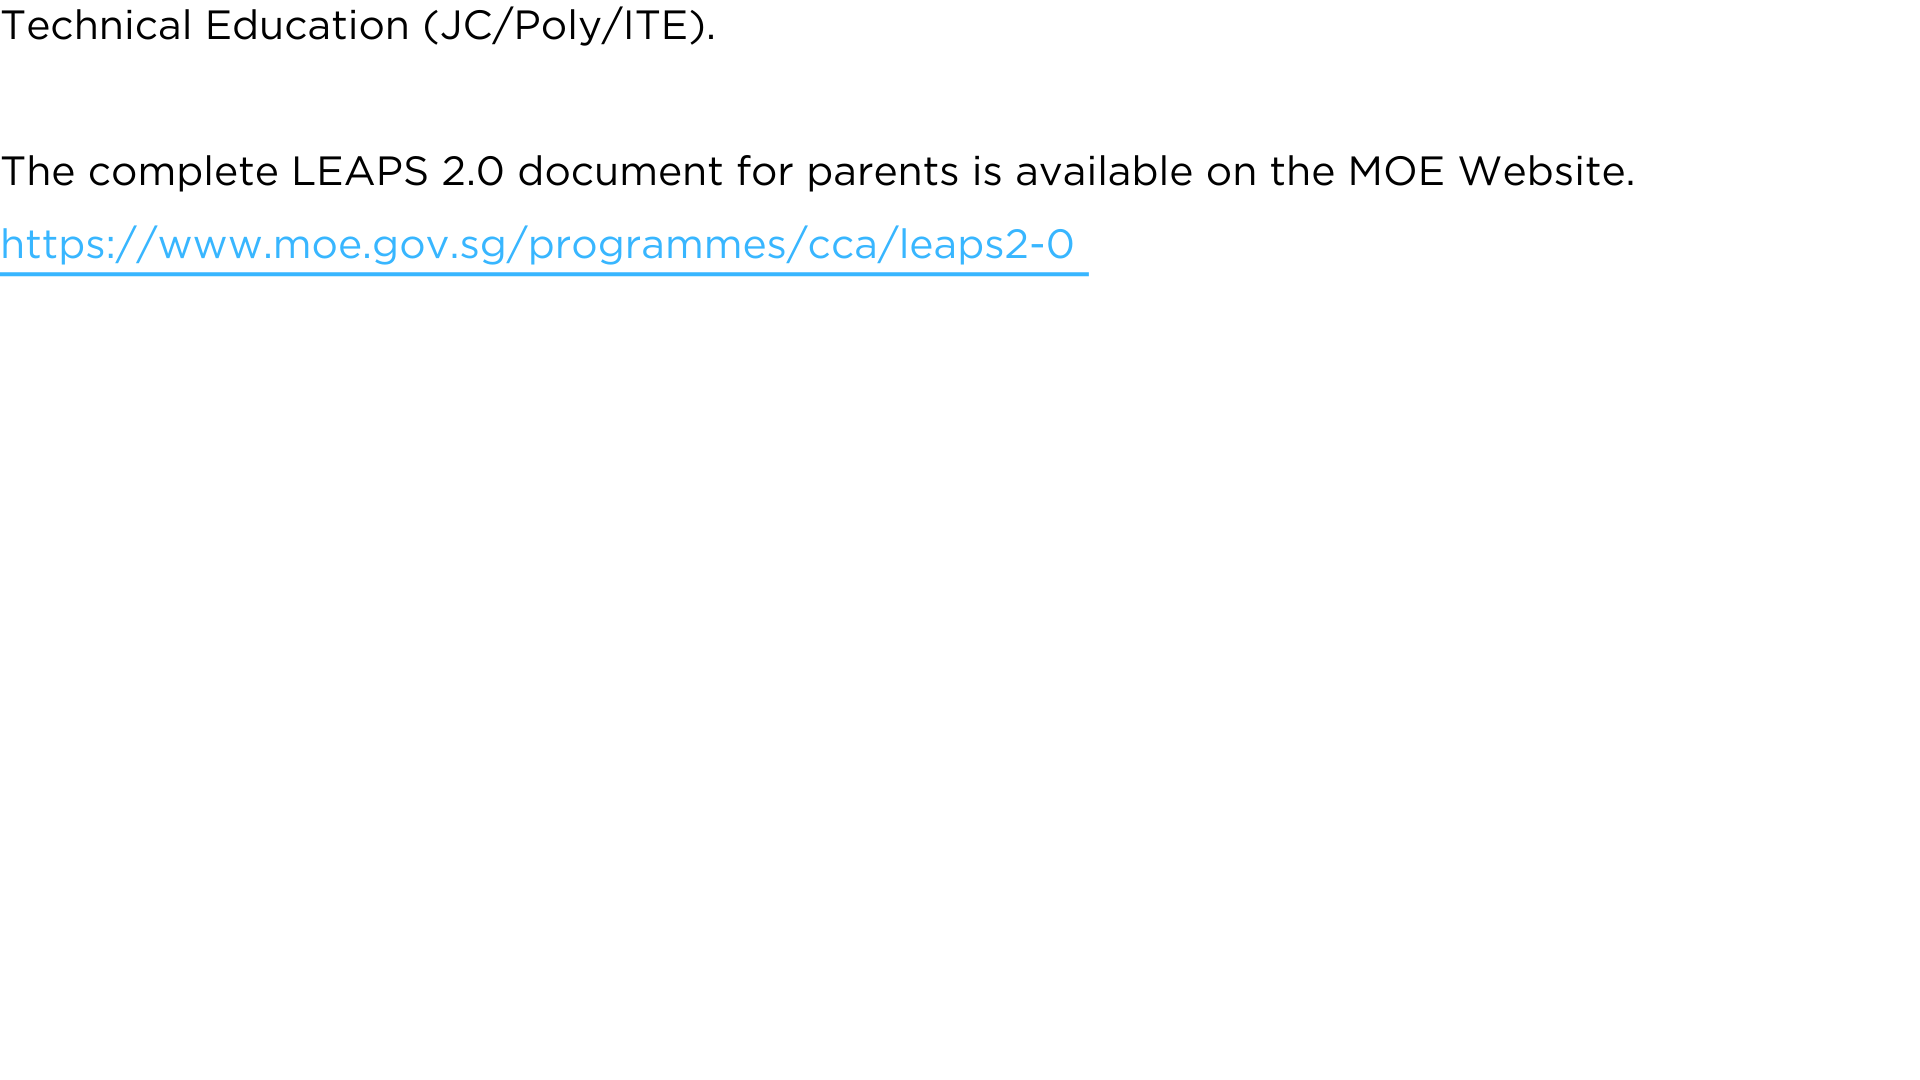 Technical Education (JC/Poly/ITE).
The complete LEAPS 2.0 document for parents is available on the MOE Website.
https://www.moe.gov.sg/programmes/cca/leaps2-0